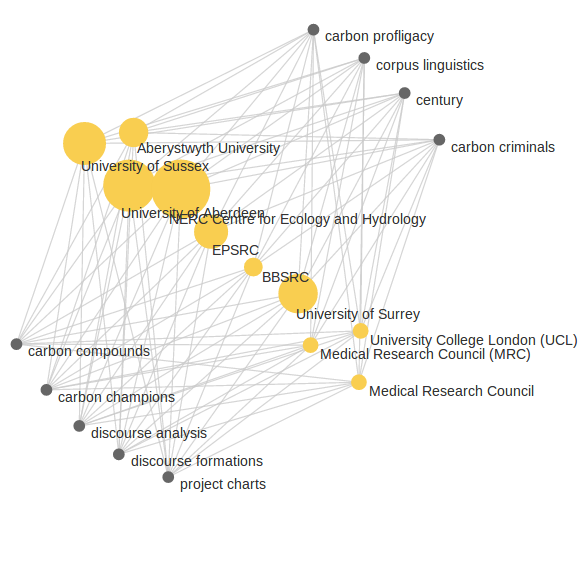 carbon profligacy
corpus linguistics
century
carbon criminals
Aberystwyth University
University of Sussex
University of Aberdeen
NERC Centre for Ecology and Hydrology
EPSRC
BBSRC
University of Surrey
University College London (UCL)
Medical Research Council (MRC)
carbon compounds
Medical Research Council
carbon champions
discourse analysis
discourse formations
project charts